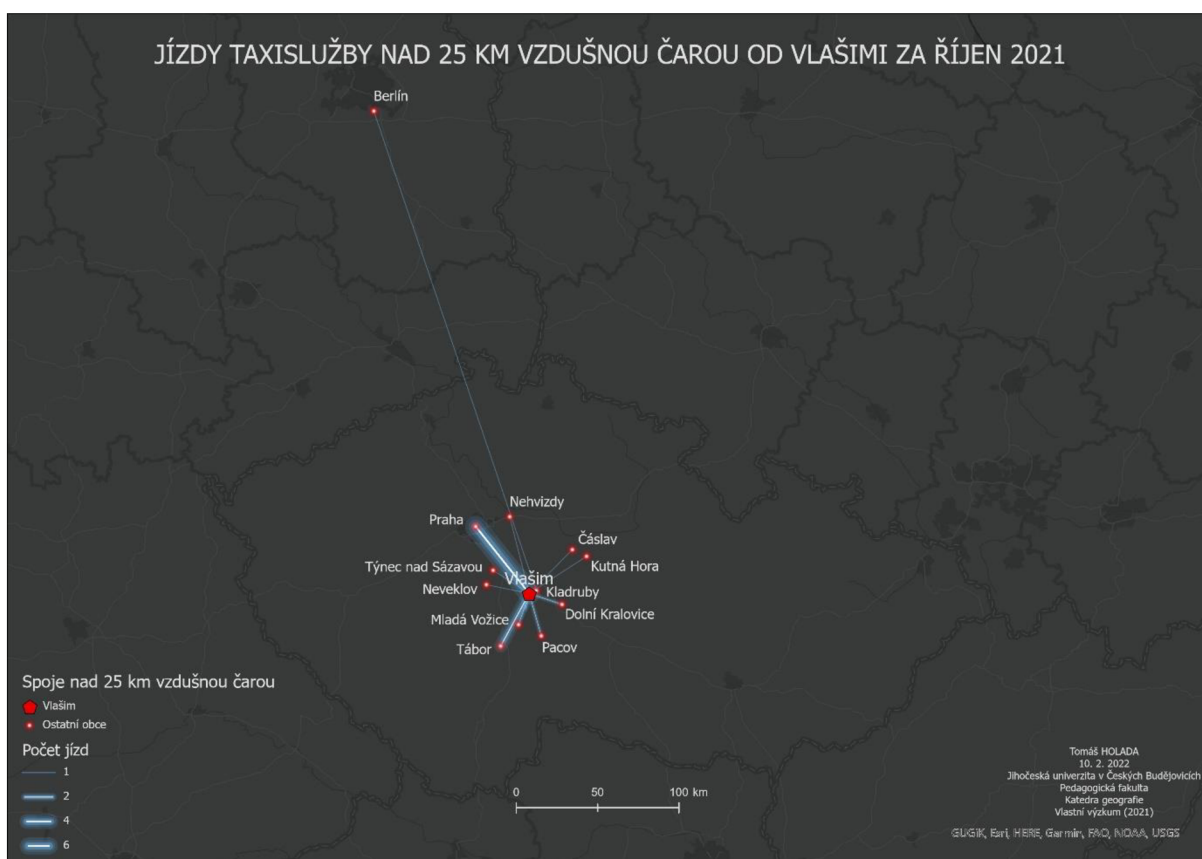 JÍZDY TAXISLUŽBY NAD 25 KM VZDUŠNOU ČAROU OD VLAŠIMI ZA ŘÍJEN 2021
Berlín
Nehvizdy
Praha
Čáslav
Kutná Hora
Týnec nad Sázavou
Vlašim
Neveklov
Kladruby
Dolní Kralovice
Mladá Vožice
Tábor
Pacov
Spoje nad 25 km vzdušnou čarou
Vlašim
Ostatní obce
Počet jízd
1
2
4
6
0 50 100 km
Tomáš HOLADA
10. 2. 2022
Jihočeská univerzita v Českých Budějovicích
Pedagogická fakulta
Katedra geografie
Vlastní výzkum (2021)
GUGiK, Esri, HERE, Garmin, FAO, NOAA, USGS